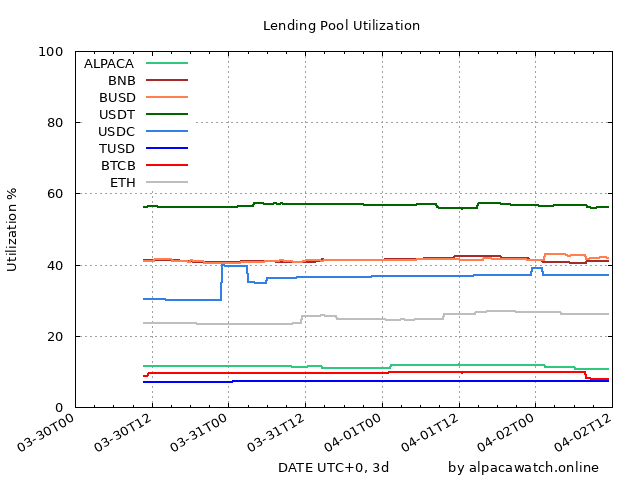 Lending Pool Utilization
100
80
60
40
20
0
Utilization %
ALPACA
BNB
BUSD
USDT
USDC
TUSD
BTCB
ETH
03-30T00
03-30T12
03-31T00
03-31T12
04-01T00
04-01T12
04-02T00
04-02T12
DATE UTC+0, 3d
by alpacawatch.online